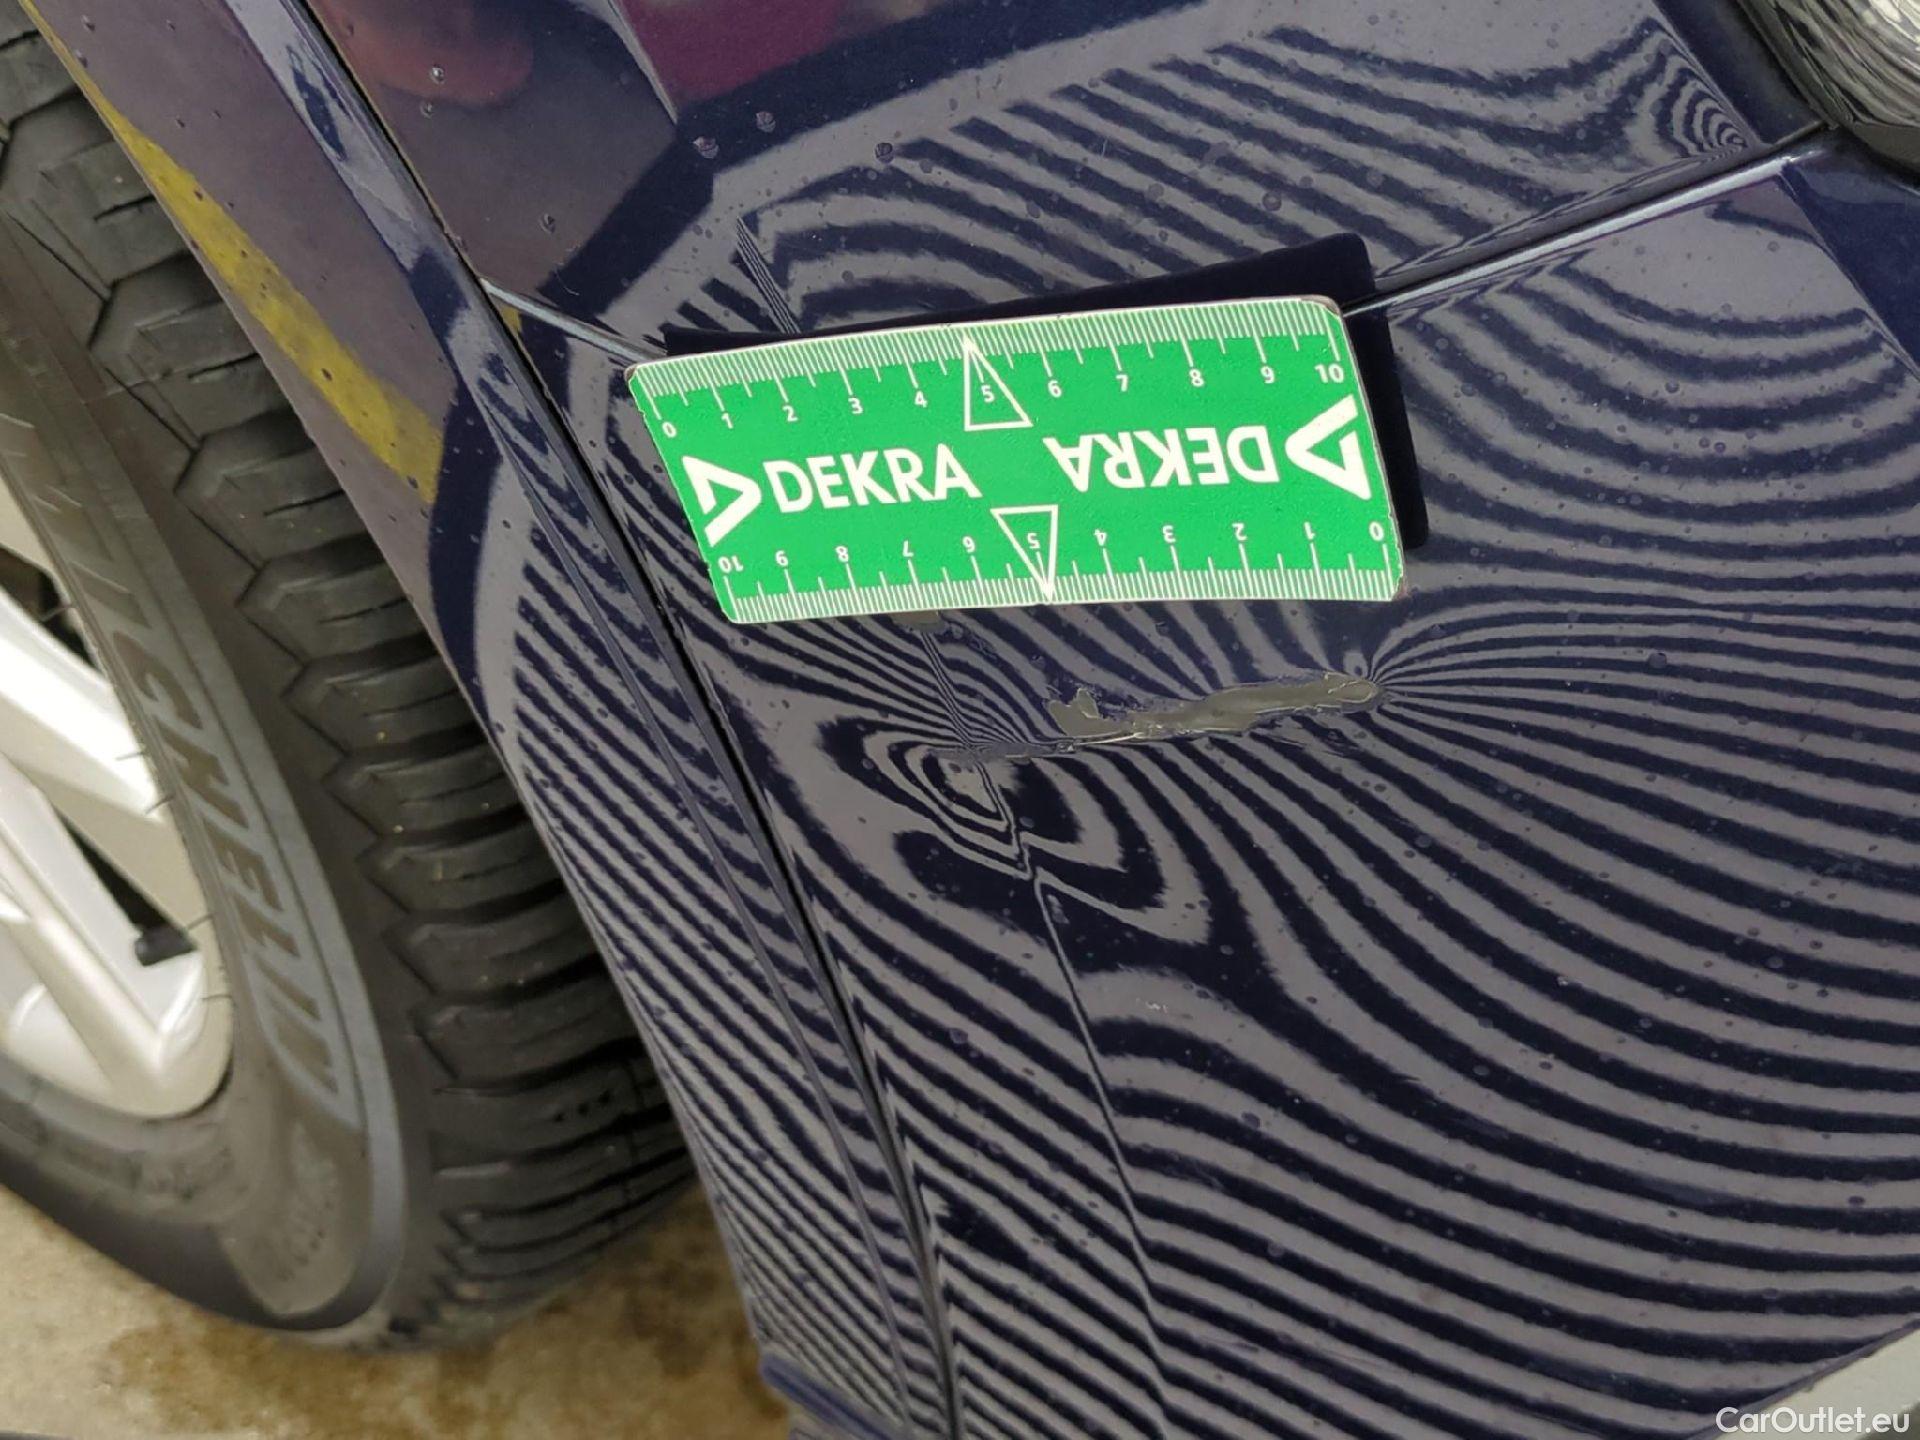 0 1 2 3 4 5 6 7 8 9 10
DEKRA DEKRA
10 9 8 7 6 5 4 3 2 1 0
MICHELIN
CarOutlet.eu